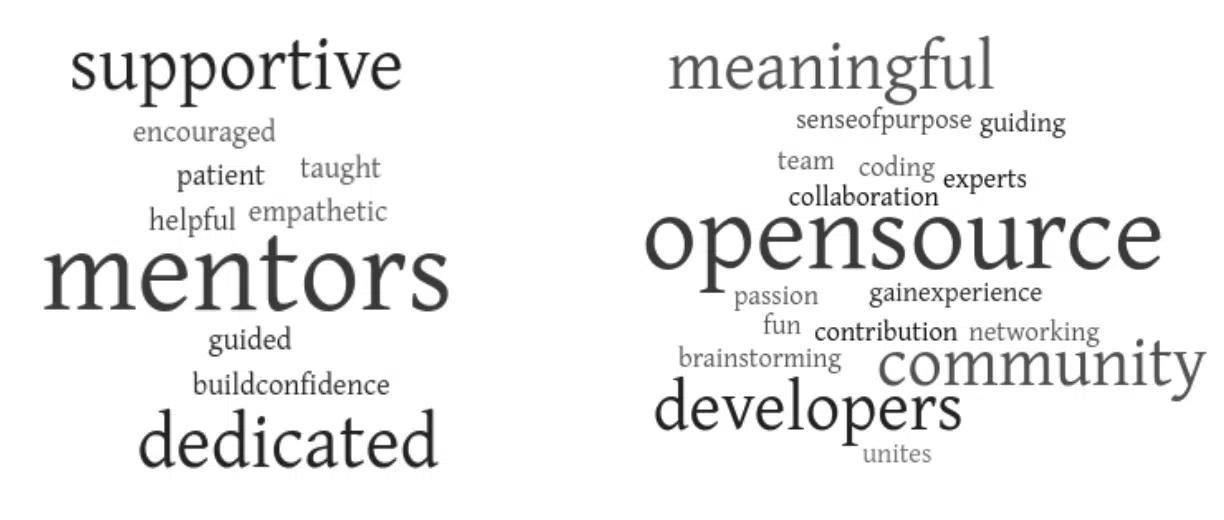 supportive
encouraged
patient taught
helpful empathetic
mentors
guided
buildconfidence
dedicated
meaningful
senseofpurpose guiding
team coding experts
collaboration
opensource
passion gainexperience
fun contribution networking
brainstorming community
developers
unites